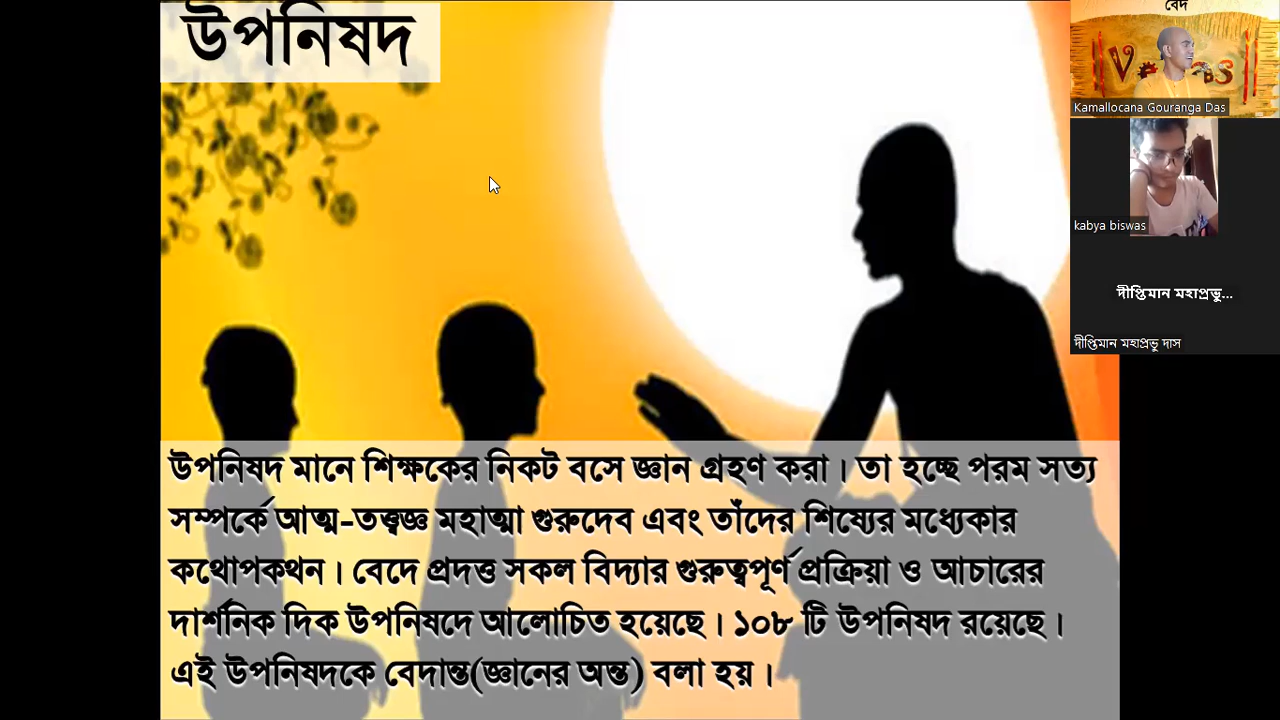 উপনিষদ
উপনিষদ মানে শিক্ষকের নিকট বসে জ্ঞান গ্রহণ করা। তা হচ্ছে পরম সত্য
সম্পর্কে আত্ম-তত্ত্বজ্ঞ মহাত্মা গুরুদেব এবং তাঁদের শিষ্যের মধ্যেকার
কথোপকথন। বেদে প্রদত্ত সকল বিদ্যার গুরুত্বপূর্ণ প্রক্রিয়া ও আচারের
দার্শনিক দিক উপনিষদে আলোচিত হয়েছে। ১০৮ টি উপনিষদ রয়েছে।
এই উপনিষদকে বেদান্ত(জ্ঞানের অন্ত) বলা হয়।
বেদ
Kamallocana Gouranga Das
kabya biswas
দীপ্তিমান মহাপ্রভু...
দীপ্তিমান মহাপ্রভু দাস